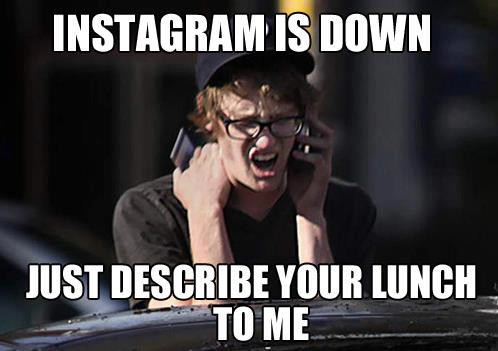 INSTAGRAM IS DOWN
JUST DESCRIBE YOUR LUNCH
TO ME